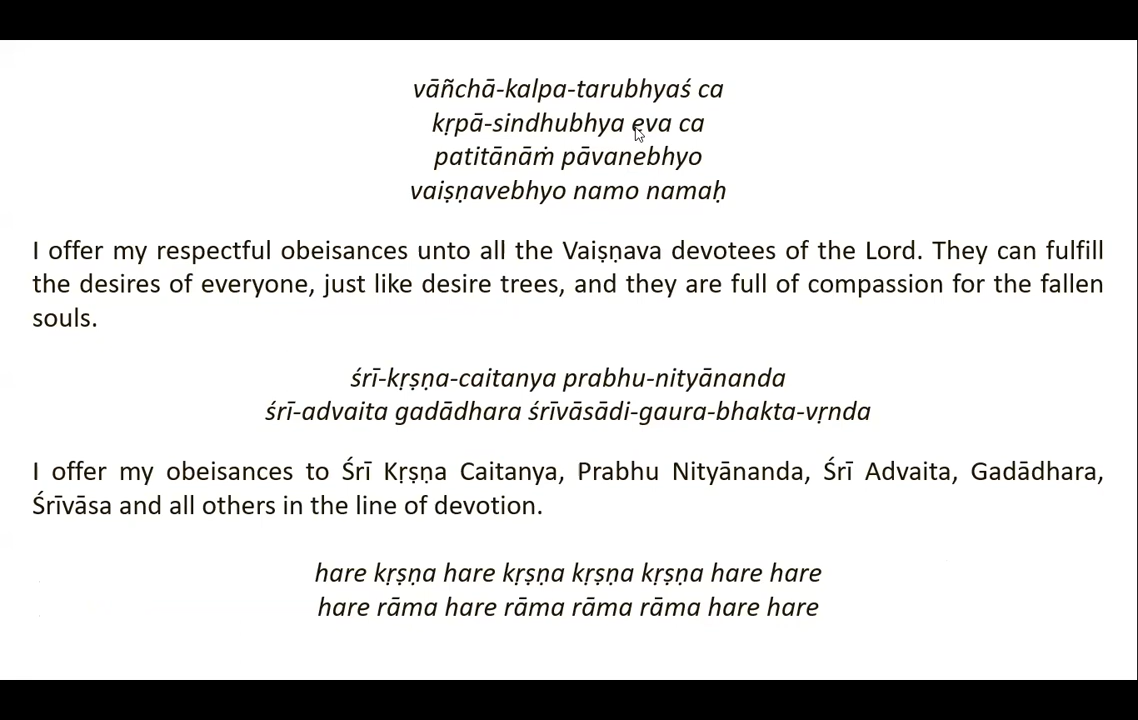 vāñchā-kalpa-tarubhyaś ca
kṛpā-sindhubhya eva ca
patitānāṁ pāvanebhyo
vaiṣṇavebhyo namo namaḥ
I offer my respectful obeisances unto all the Vaiṣṇava devotees of the Lord. They can fulfill
the desires of everyone, just like desire trees, and they are full of compassion for the fallen
souls.
śrī-kṛṣṇa-caitanya prabhu-nityānanda
śrī-advaita gadādhara śrīvāsādi-gaura-bhakta-vṛnda
I offer my obeisances to Śrī Kṛṣṇa Caitanya, Prabhu Nityānanda, Śrī Advaita, Gadādhara,
Śrīvāsa and all others in the line of devotion.
hare kṛṣṇa hare kṛṣṇa kṛṣṇa kṛṣṇa hare hare
hare rāma hare rāma rāma rāma hare hare